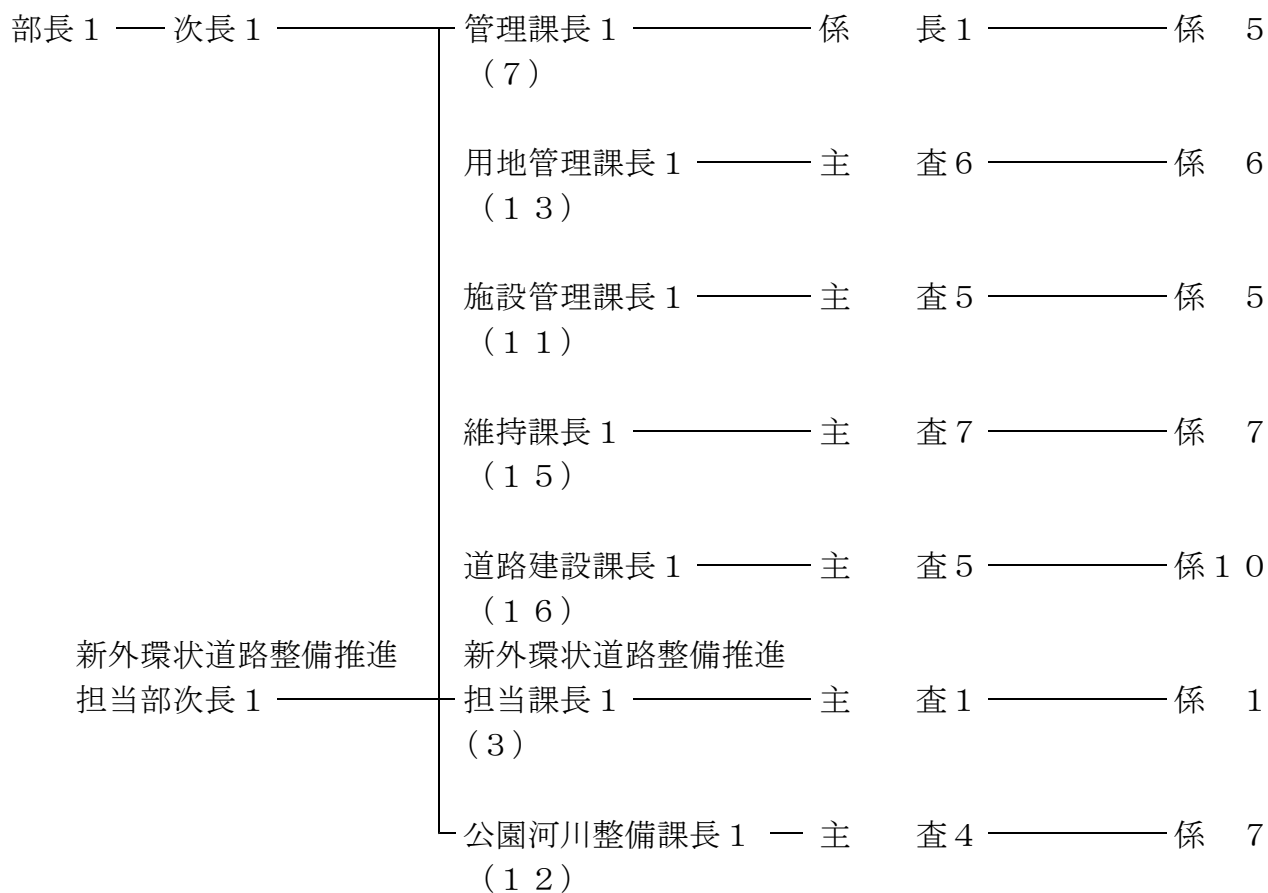 部長１ 次長１ 管理課長１ 係 長１ 係 ５
（７）
用地管理課長１ 主 査６ 係 ６
（１３）
施設管理課長１ 主 査５ 係 ５
（１１）
維持課長１ 主 査７ 係 ７
（１５）
道路建設課長１ 主 査５ 係１０
（１６）
新外環状道路整備推進 新外環状道路整備推進
担当部次長１ 担当課長１ 主 査１ 係 １
（３）
公園河川整備課長１ 主 査４ 係 ７
（１２）